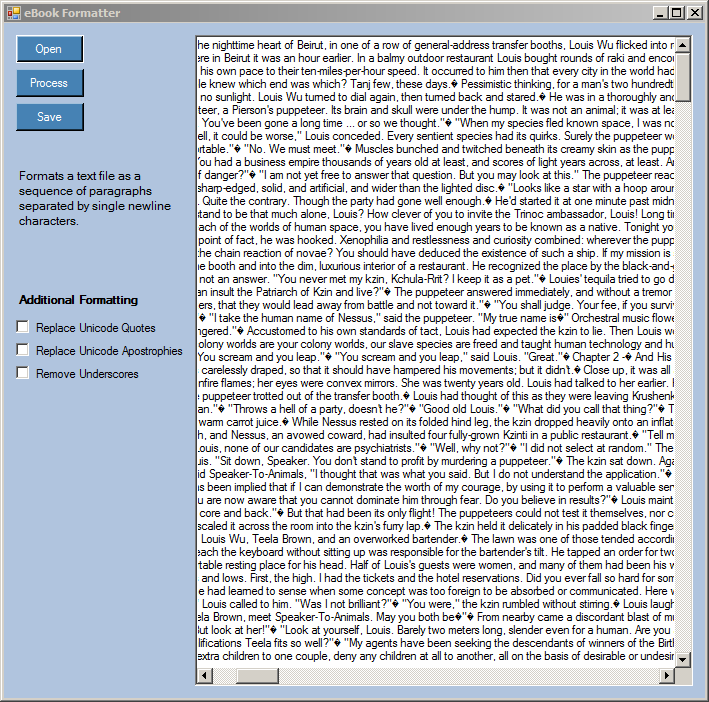 eBook Formatter
Open
Process
Save
Formats a text file as a
sequence of paragraphs
separated by single newline
characters.
Additional Formatting
Replace Unicode Quotes
Replace Unicode Apostrophies
Remove Underscores
he nighttime heart of Beirut, in one of a row of general-address transfer booths, Louis Wu flicked into r
ere in Beirut it was an hour earlier. In a balmy outdoor restaurant Louis bought rounds of raki and encou
his own pace to their ten-miles-per-hour speed. It occurred to him then that every city in the world had
le knew which end was which? Tanj few, these days.� Pessimistic thinking, for a man's two hundredt
no sunlight. Louis Wu turned to dial again, then turned back and stared.� He was in a thoroughly ano
teer, a Pierson's puppeteer. Its brain and skull were under the hump. It was not an animal; it was at lea
You've been gone a long time ... or so we thought."� "When my species fled known space, I was no
ell, it could be worse," Louis conceded. Every sentient species had its quirks. Surely the puppeteer wo
rtable."� "No. We must meet."� Muscles bunched and twitched beneath its creamy skin as the pupp
You had a business empire thousands of years old at least, and scores of light years across, at least. Ar
f danger?"� "I am not yet free to answer that question. But you may look at this." The puppeteer reac
sharp-edged, solid, and artificial, and wider than the lighted disc.� "Looks like a star with a hoop aroun
Quite the contrary. Though the party had gone well enough.� He'd started it at one minute past midn
stand to be that much alone, Louis? How clever of you to invite the Trinoc ambassador, Louis! Long tir
ach of the worlds of human space, you have lived enough years to be known as a native. Tonight yo
point of fact, he was hooked. Xenophilia and restlessness and curiosity combined: wherever the pupp
the chain reaction of novae? You should have deduced the existence of such a ship. If my mission is
he booth and into the dim, luxurious interior of a restaurant. He recognized the place by the black-and-g
not an answer. "You never met my kzin, Kchula-Rrit? I keep it as a pet."� Louies' tequila tried to go d
an insult the Patriarch of Kzin and live?"� The puppeteer answered immediately, and without a tremor
ers, that they would lead away from battle and not toward it."� "You shall judge. Your fee, if you surviv
� "I take the human name of Nessus," said the puppeteer. "My true name is�" Orchestral music flowe
ngered."� Accustomed to his own standards of tact, Louis had expected the kzin to lie. Then Louis wo
olony worlds are your colony worlds, our slave species are freed and taught human technology and hu
You scream and you leap."� "You scream and you leap," said Louis. "Great."� Chapter 2 -� And His
carelessly draped, so that it should have hampered his movements; but it didn't.� Close up, it was all
nfire flames; her eyes were convex mirrors. She was twenty years old. Louis had talked to her earlier. H
puppeteer trotted out of the transfer booth.� Louis had thought of this as they were leaving Krushenk
an."� "Throws a hell of a party, doesn't he?"� "Good old Louis."� "What did you call that thing?"� T
warm carrot juice.� While Nessus rested on its folded hind leg, the kzin dropped heavily onto an inflat
h, and Nessus, an avowed coward, had insulted four fully-grown Kzinti in a public restaurant.� "Tell m
Louis, none of our candidates are psychiatrists."� "Well, why not?"� "I did not select at random." The
uis. "Sit down, Speaker. You don't stand to profit by murdering a puppeteer."� The kzin sat down. Aga
id Speaker-To-Animals, "I thought that was what you said. But I do not understand the application."�
as been implied that if I can demonstrate the worth of my courage, by using it to perform a valuable serv
u are now aware that you cannot dominate him through fear. Do you believe in results?"� Louis maint
core and back."� But that had been its only flight! The puppeteers could not test it themselves, nor c
scaled it across the room into the kzin's furry lap.� The kzin held it delicately in his padded black finge
Louis Wu, Teela Brown, and an overworked bartender.� The lawn was one of those tended accordin
each the keyboard without sitting up was responsible for the bartender's tilt. He tapped an order for two
rtable resting place for his head. Half of Louis's guests were women, and many of them had been his w
and lows. First, the high. I had the tickets and the hotel reservations. Did you ever fall so hard for som
e had learned to sense when some concept was too foreign to be absorbed or communicated. Here w
Louis called to him. "Was I not brilliant?"� "You were," the kzin rumbled without stirring.� Louis laugh
ela Brown, meet Speaker-To-Animals. May you both be�"� From nearby came a discordant blast of mu
But look at her!"� "Look at yourself, Louis. Barely two meters long, slender even for a human. Are you
lifications Teela fits so well?"� "My agents have been seeking the descendants of winners of the Birth
extra children to one couple, deny any children at all to another, all on the basis of desirable or undesir